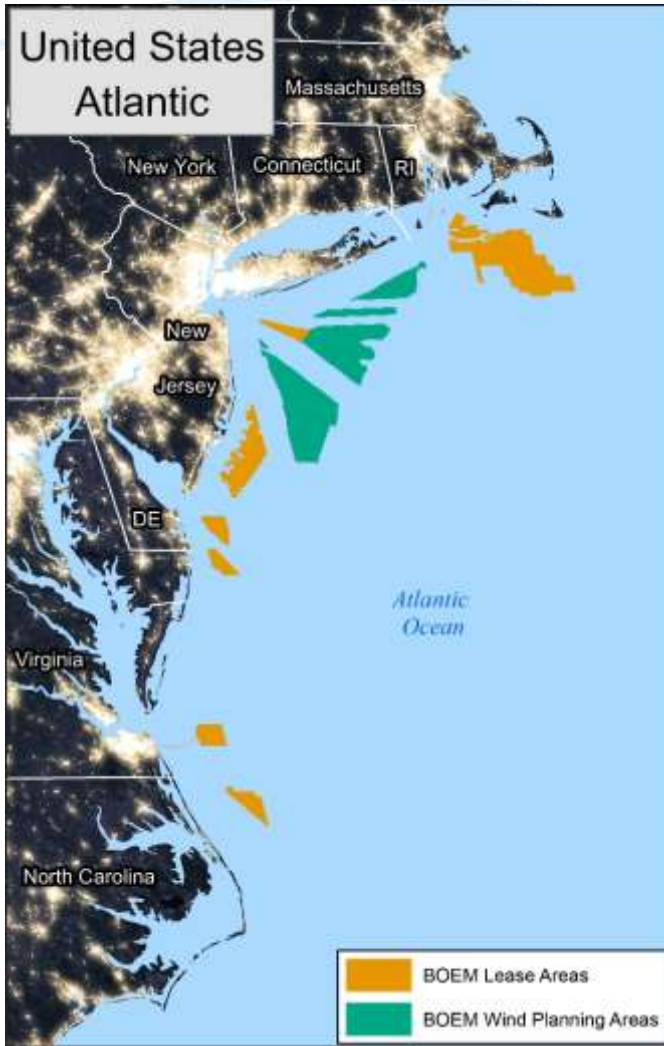 United States
Atlantic
Massachusetts
New York
Connecticut
RI
New
Jersey
DE
Atlantic
Ocean
Virginia
North Carolina
BOEM Lease Areas
BOEM Wind Planning Areas